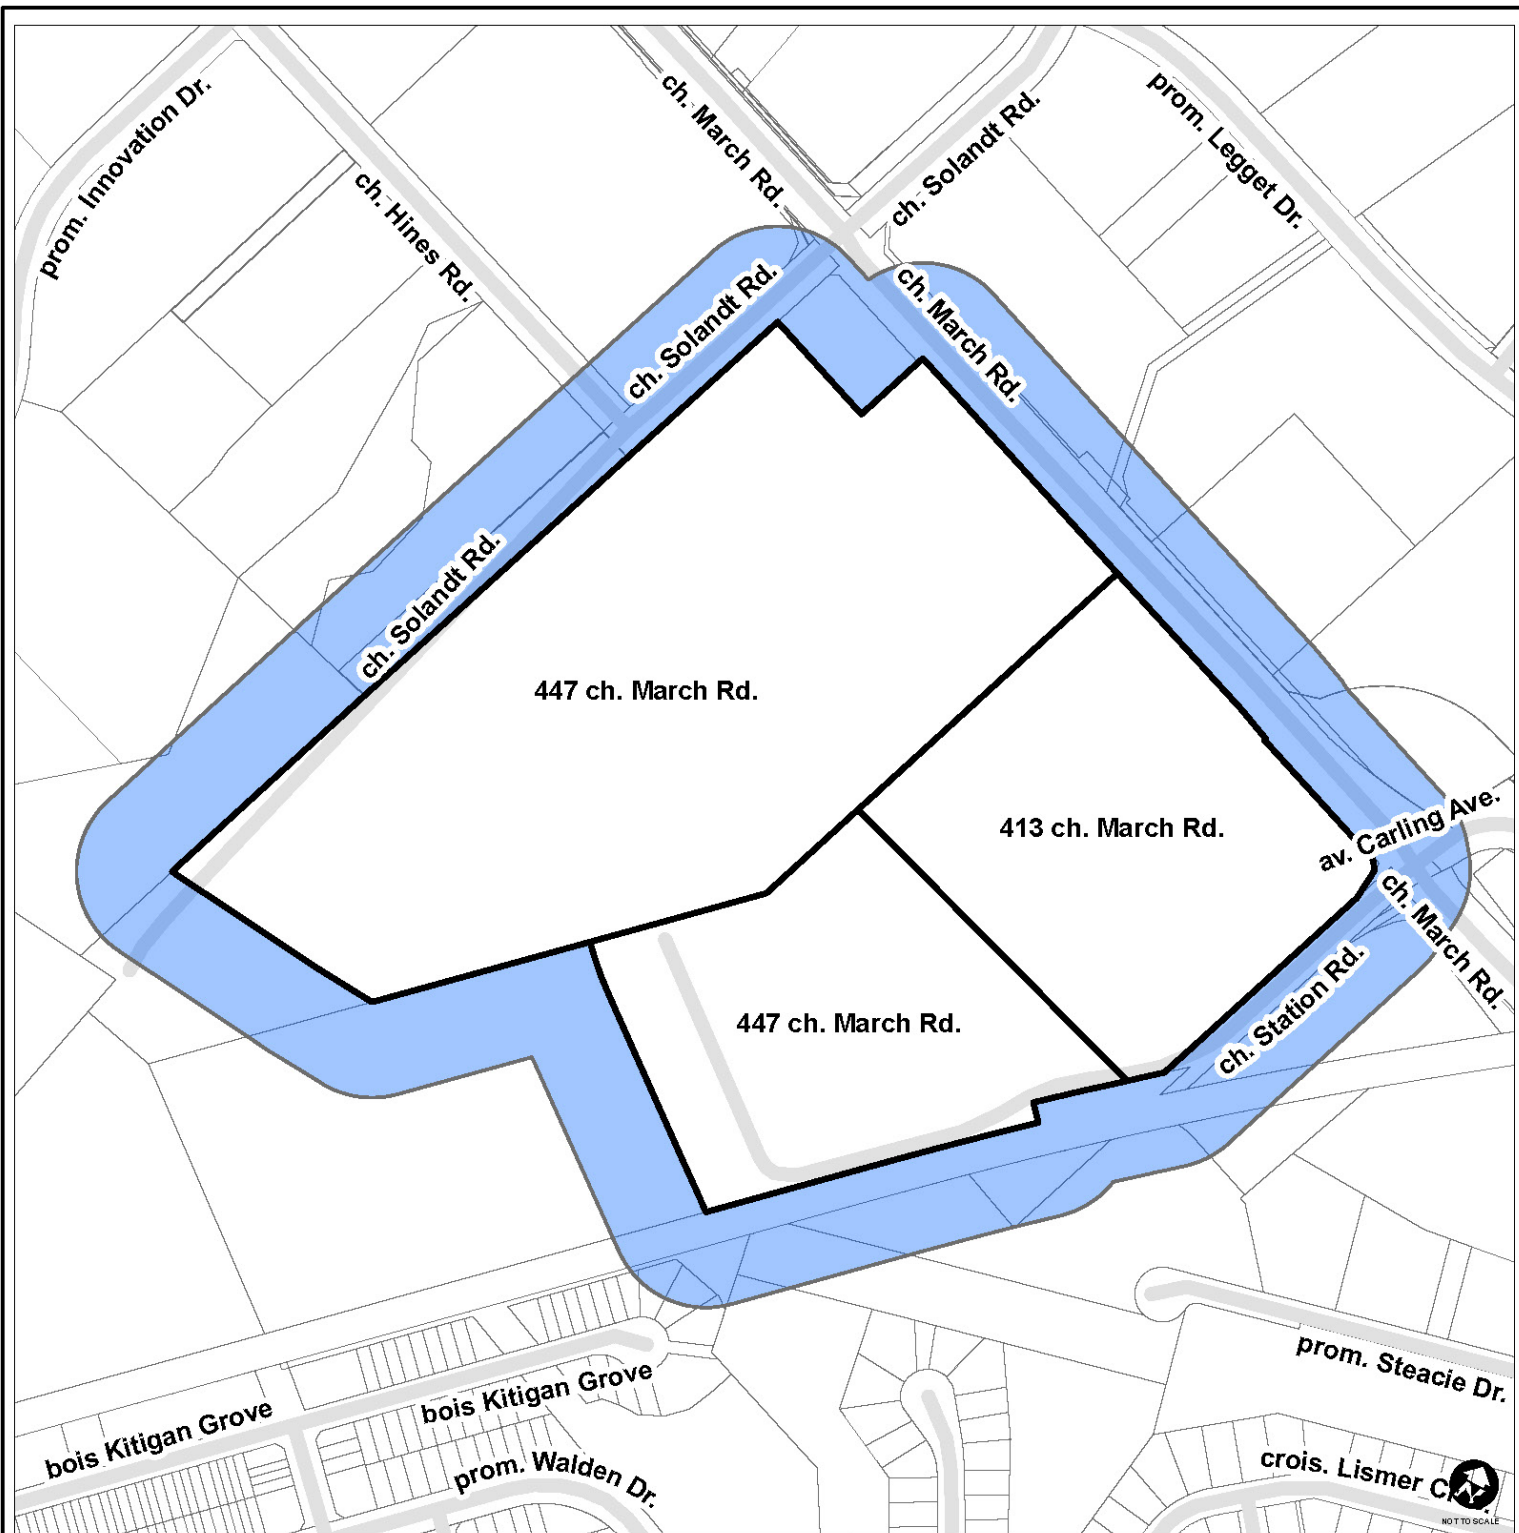 prom. Innovation Dr.
ch. Hines Rd.
ch. March Rd.
ch. Solandt Rd.
prom. Legget Dr.
ch. Solandt Rd.
ch. March Rd.
ch. Solandt Rd.
447 ch. March Rd.
413 ch. March Rd.
av. Carling Ave.
ch. March Rd.
ch. Station Rd.
447 ch. March Rd.
prom. Steacie Dr.
bois Kitigan Grove
bois Kitigan Grove
prom. Walden Dr.
crois. Lismer
N
NOT TO SCALE